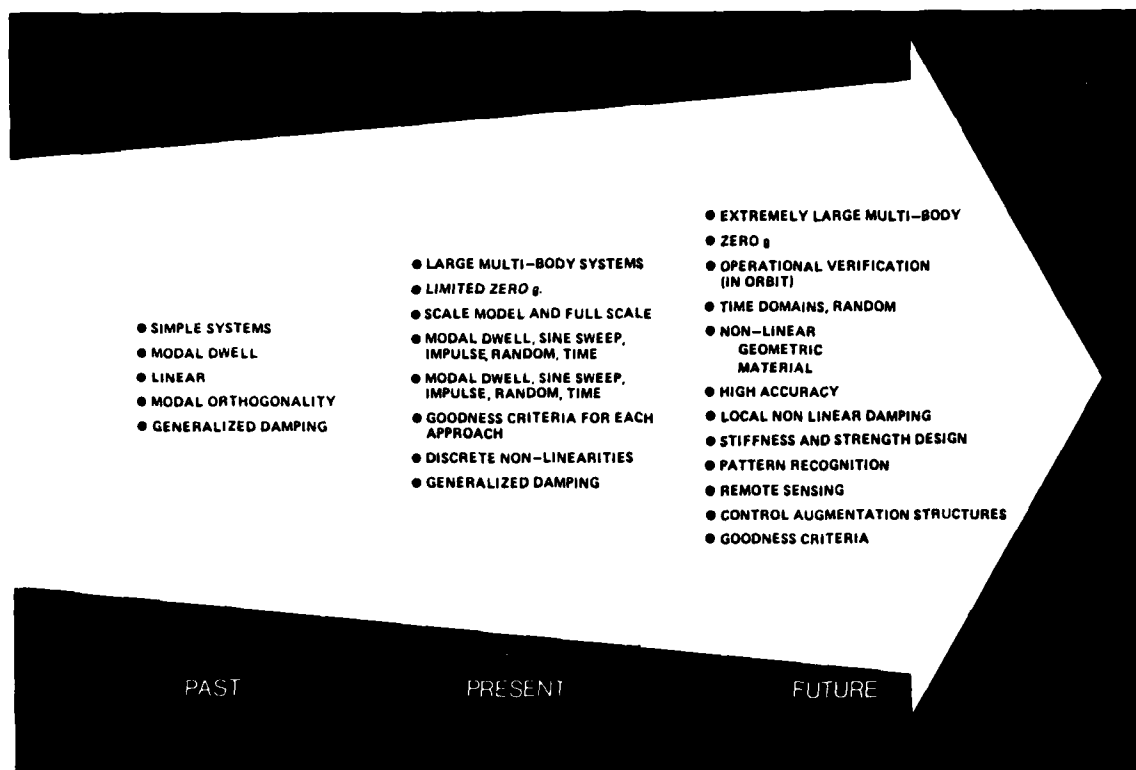 ● SIMPLE SYSTEMS
● MODAL DWELL
● LINEAR
● MODAL ORTHOGONALITY
● GENERALIZED DAMPING
● LARGE MULTI-BODY SYSTEMS
● LIMITED ZERO g.
● SCALE MODEL AND FULL SCALE
● MODAL DWELL, SINE SWEEP,
IMPULSE, RANDOM, TIME
● MODAL DWELL, SINE SWEEP,
IMPULSE, RANDOM, TIME
● GOODNESS CRITERIA FOR EACH
APPROACH
● DISCRETE NON-LINEARITIES
● GENERALIZED DAMPING
● EXTREMELY LARGE MULTI-BODY
● ZERO g
● OPERATIONAL VERIFICATION
(IN ORBIT)
● TIME DOMAINS, RANDOM
● NON-LINEAR
GEOMETRIC
MATERIAL
● HIGH ACCURACY
● LOCAL NON LINEAR DAMPING
● STIFFNESS AND STRENGTH DESIGN
● PATTERN RECOGNITION
● REMOTE SENSING
● CONTROL AUGMENTATION STRUCTURES
● GOODNESS CRITERIA
PAST
PRESENT
FUTURE